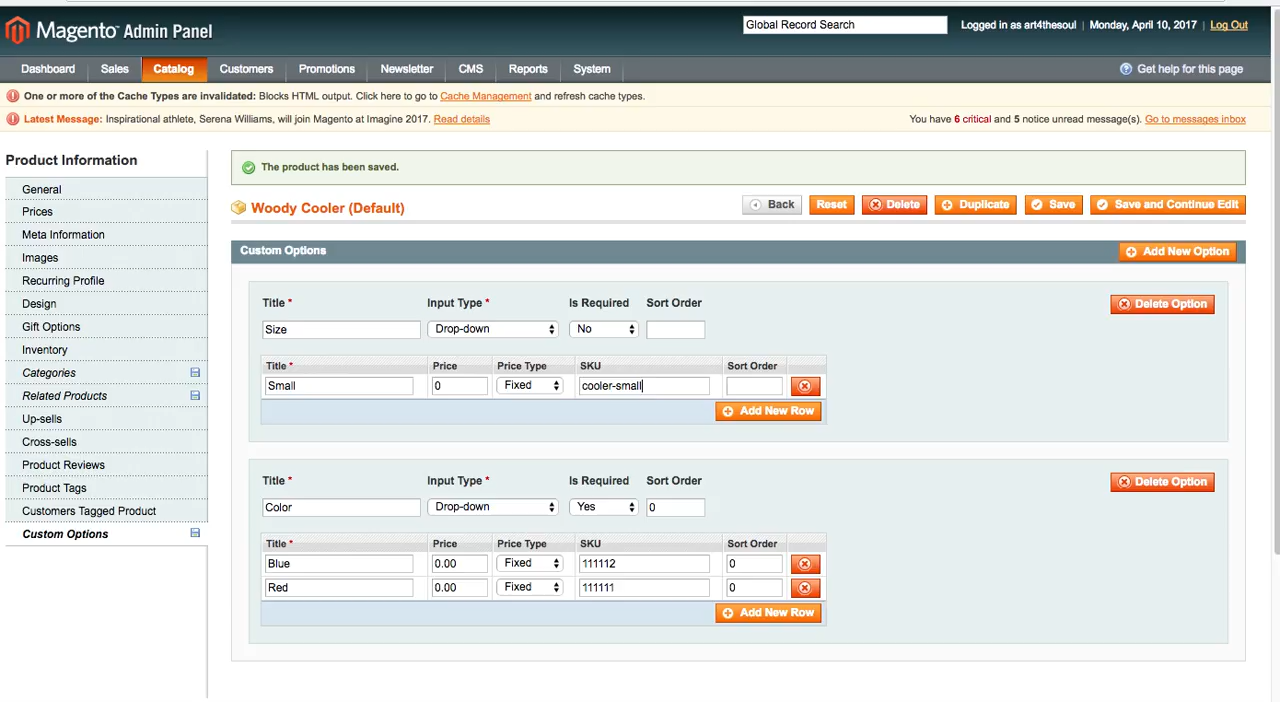 Magento Admin Panel
Global Record Search
Logged in as art4thesoul | Monday, April 10, 2017 | Log Out
Dashboard Sales Catalog Customers Promotions Newsletter CMS Reports System Get help for this page
One or more of the Cache Types are invalidated: Blocks HTML output. Click here to go to Cache Management and refresh cache types.
Latest Message: Inspirational athlete, Serena Williams, will join Magento at Imagine 2017. Read details You have 6 critical and 5 notice unread message(s). Go to messages inbox
Product Information
General
Prices
Meta Information
Images
Recurring Profile
Design
Gift Options
Inventory
Categories
Related Products
Up-sells
Cross-sells
Product Reviews
Product Tags
Customers Tagged Product
Custom Options
The product has been saved.
Woody Cooler (Default) Back Reset Delete Duplicate Save Save and Continue Edit
Custom Options Add New Option
Title * Input Type * Is Required Sort Order Delete Option
Size Drop-down No
Title * Price Price Type SKU Sort Order
Small 0 Fixed cooler-small
Add New Row
Title * Input Type * Is Required Sort Order Delete Option
Color Drop-down Yes 0
Title * Price Price Type SKU Sort Order
Blue 0.00 Fixed 111112 0
Red 0.00 Fixed 111111 0
Add New Row